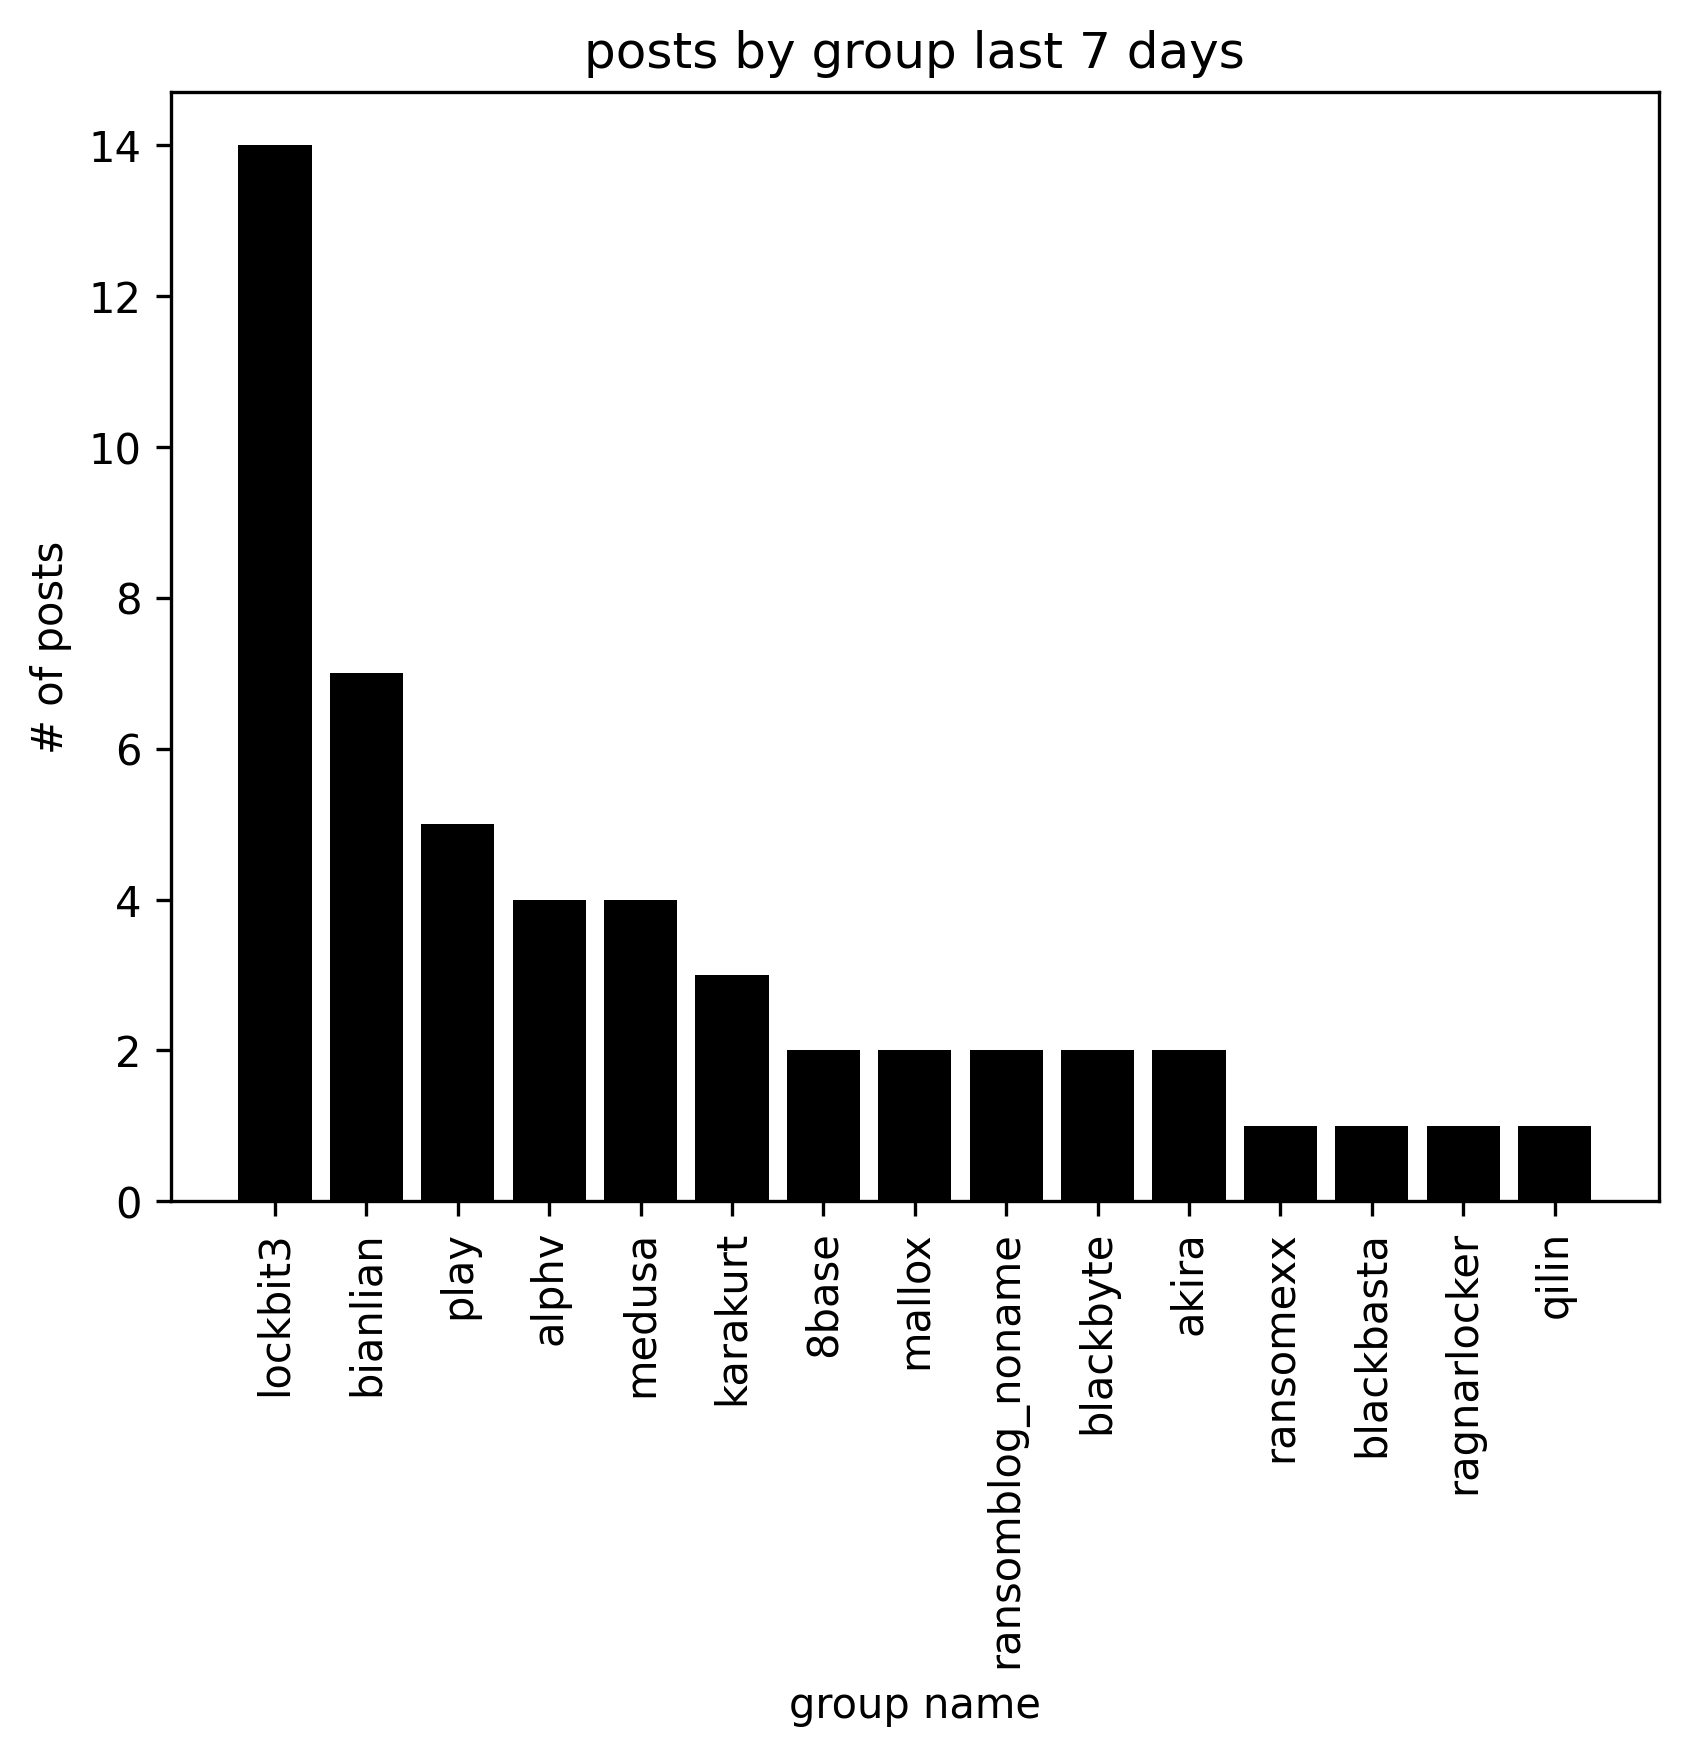 posts by group last 7 days
# of posts
14
12
10
8
6
4
2
0
lockbit3
bianlian
play
alphv
medusa
karakurt
8base
mallox
ransomblog_noname
blackbyte
akira
ransomexx
blackbasta
ragnarlocker
qilin
group name